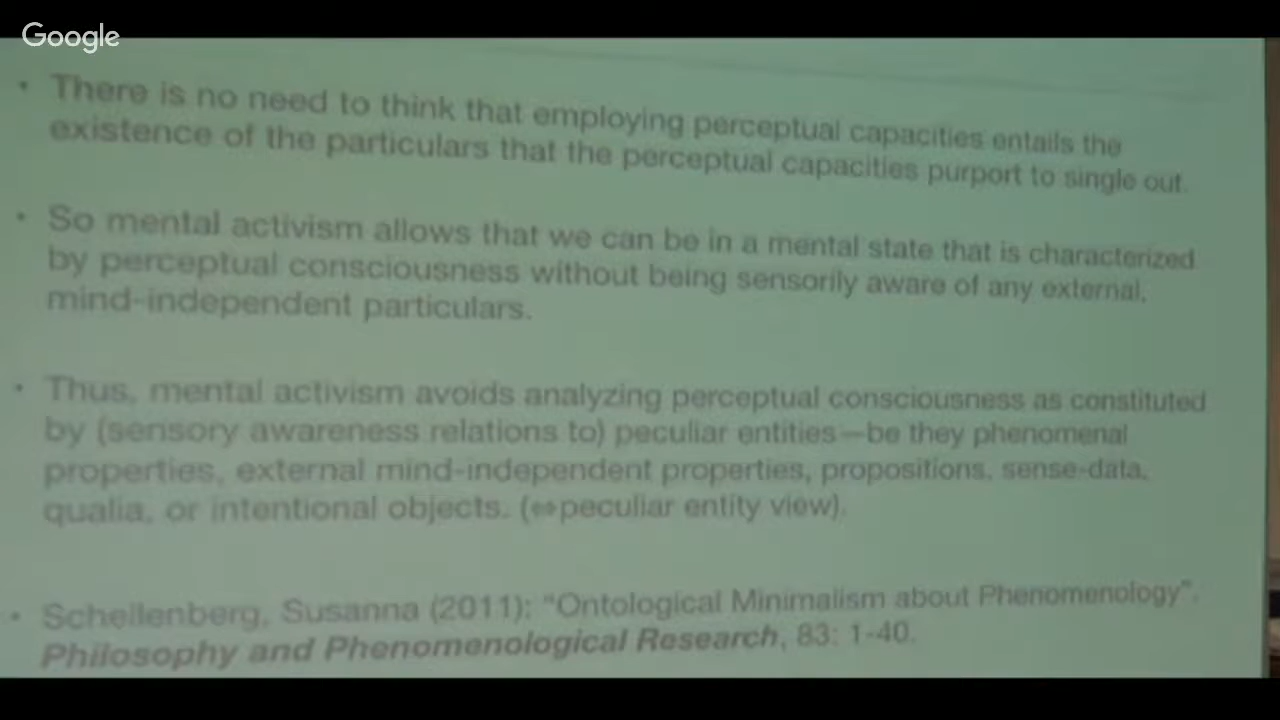 Google
• There is no need to think that employing perceptual capacities entails the
existence of the particulars that the perceptual capacities purport to single out.
• So mental activism allows that we can be in a mental state that is characterized
by perceptual consciousness without being sensorily aware of any external,
mind-independent particulars.
• Thus, mental activism avoids analyzing perceptual consciousness as constituted
by (sensory awareness relations to) peculiar entities—be they phenomenal
properties, external mind-independent properties, propositions, sense-data,
qualia, or intentional objects. (⇔peculiar entity view).
• Schellenberg, Susanna (2011): “Ontological Minimalism about Phenomenology”.
Philosophy and Phenomenological Research, 83: 1-40.